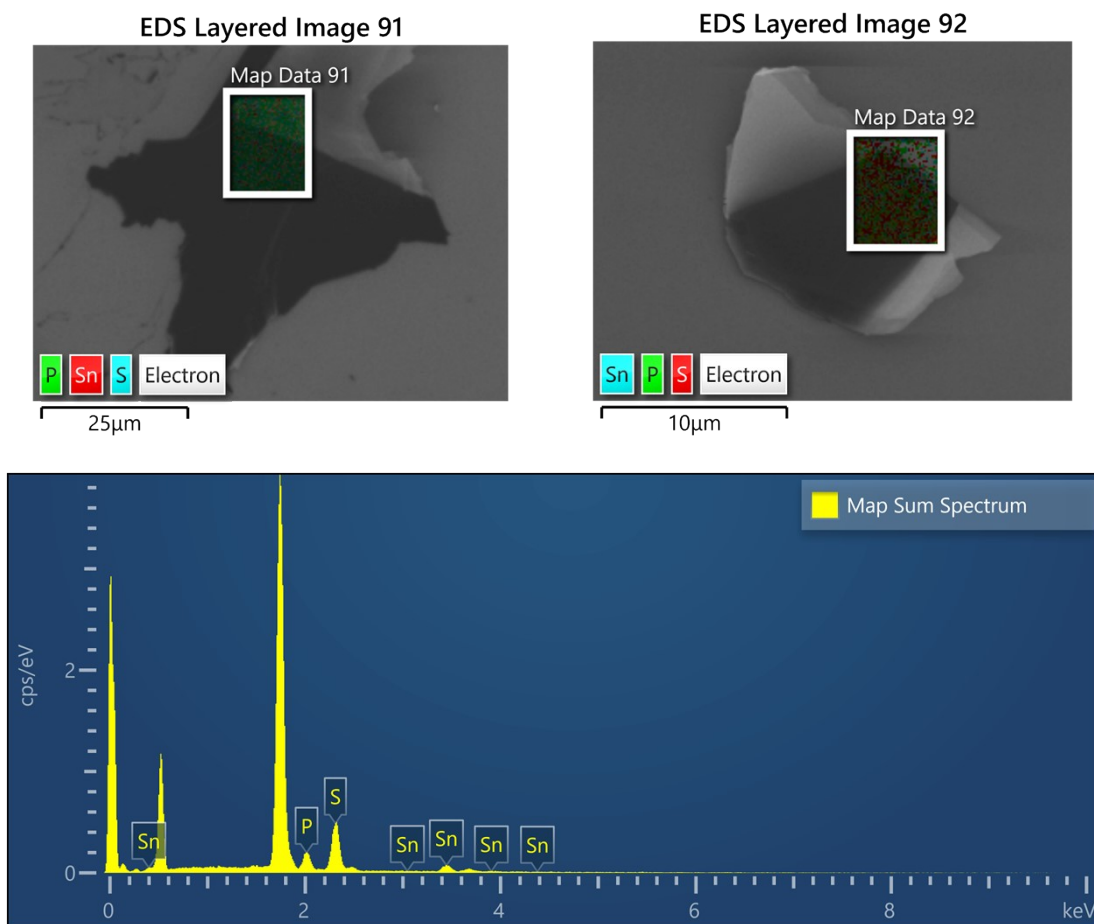 EDS Layered Image 91
Map Data 91
P Sn S Electron
25μm
EDS Layered Image 92
Map Data 92
Sn P S Electron
10μm
Map Sum Spectrum
cps/eV
2
0
Sn
P
S
Sn
Sn
Sn
Sn
0 2 4 6 8 keV